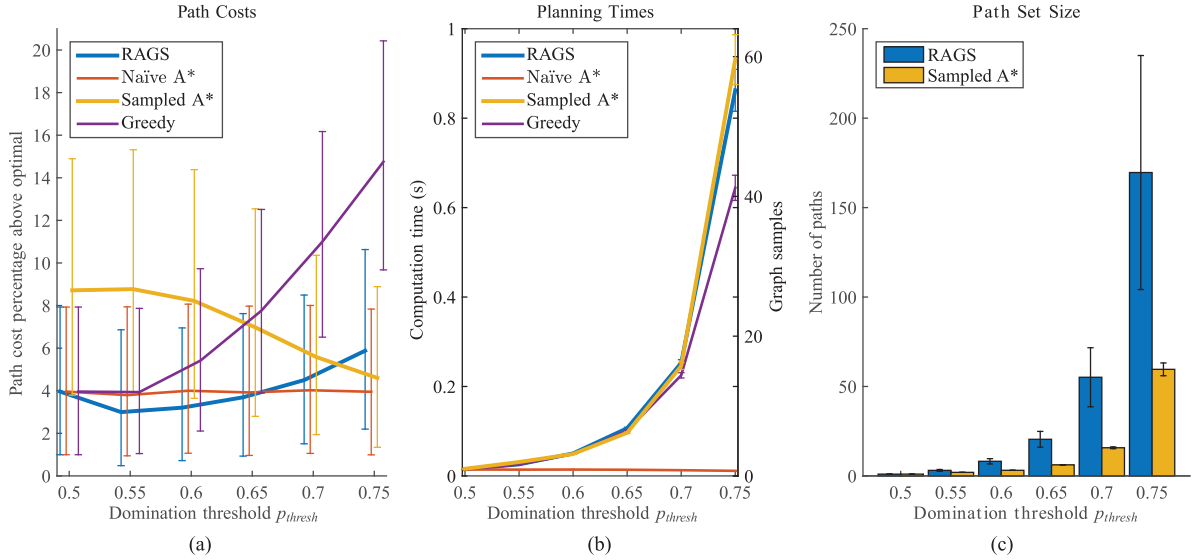 Path Costs
Path cost percentage above optimal
20
18
16
14
12
10
8
6
4
2
0
RAGS
Naïve A*
Sampled A*
Greedy
0.5 0.55 0.6 0.65 0.7 0.75
Domination threshold p_thresh
(a)
Planning Times
Computation time (s)
1
0.8
0.6
0.4
0.2
0
RAGS
Naïve A*
Sampled A*
Greedy
60
40
20
0
Graph samples
0.5 0.55 0.6 0.65 0.7 0.75
Domination threshold p_thresh
(b)
Path Set Size
Number of paths
250
200
150
100
50
0
RAGS
Sampled A*
0.5 0.55 0.6 0.65 0.7 0.75
Domination threshold p_thresh
(c)